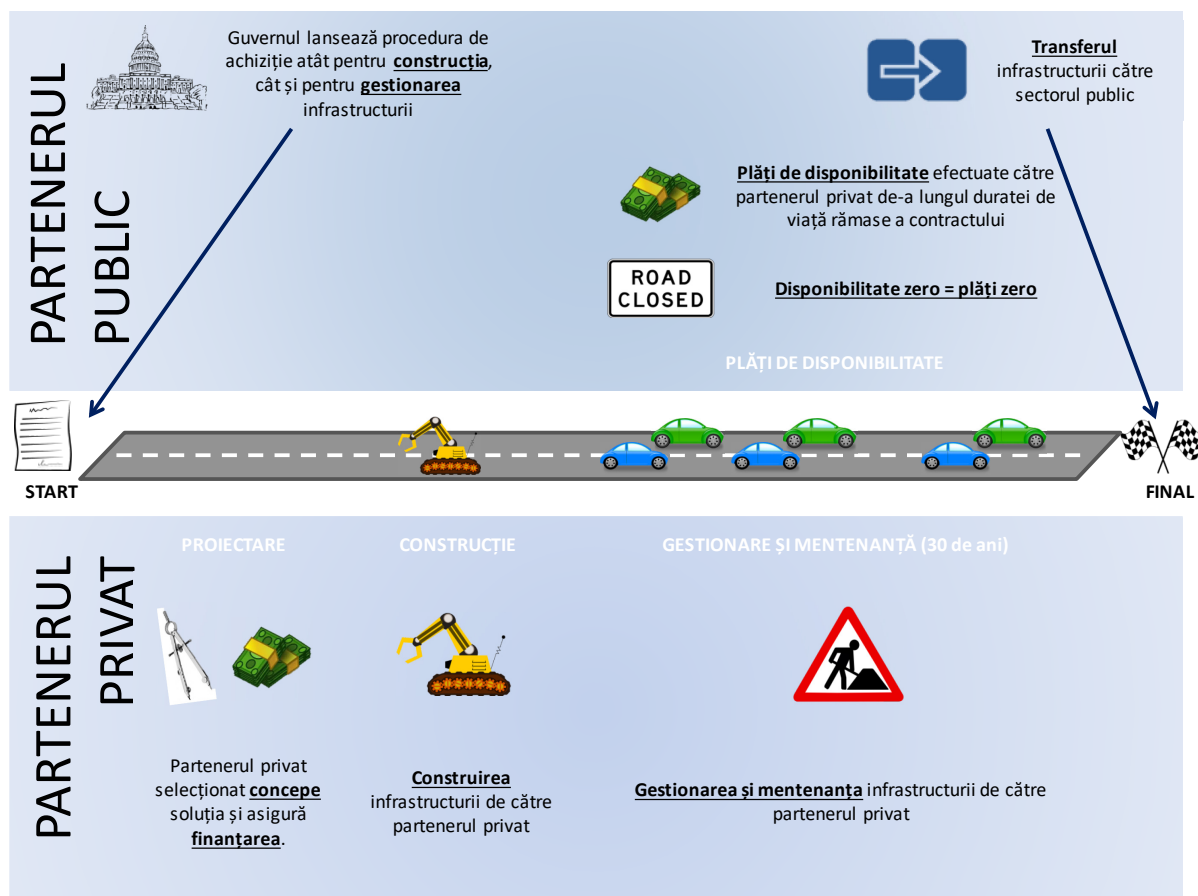 PARTENERUL
PUBLIC
Guvernul lansează procedura de
achiziție atât pentru construcția,
cât și pentru gestionarea
infrastructurii
Transferul
infrastructurii către
sectorul public
Plăți de disponibilitate efectuate către
partenerul privat de-a lungul duratei de
viață rămase a contractului
ROAD
CLOSED
Disponibilitate zero = plăți zero
PLĂȚI DE DISPONIBILITATE
START
FINAL
PARTENERUL
PRIVAT
PROIECTARE
CONSTRUCȚIE
GESTIONARE ȘI MENTENANȚĂ (30 de ani)
Partenerul privat
selecționat concepe
soluția și asigură
finanțarea.
Construirea
infrastructurii de către
partenerul privat
Gestionarea și mentenanța infrastructurii de către
partenerul privat